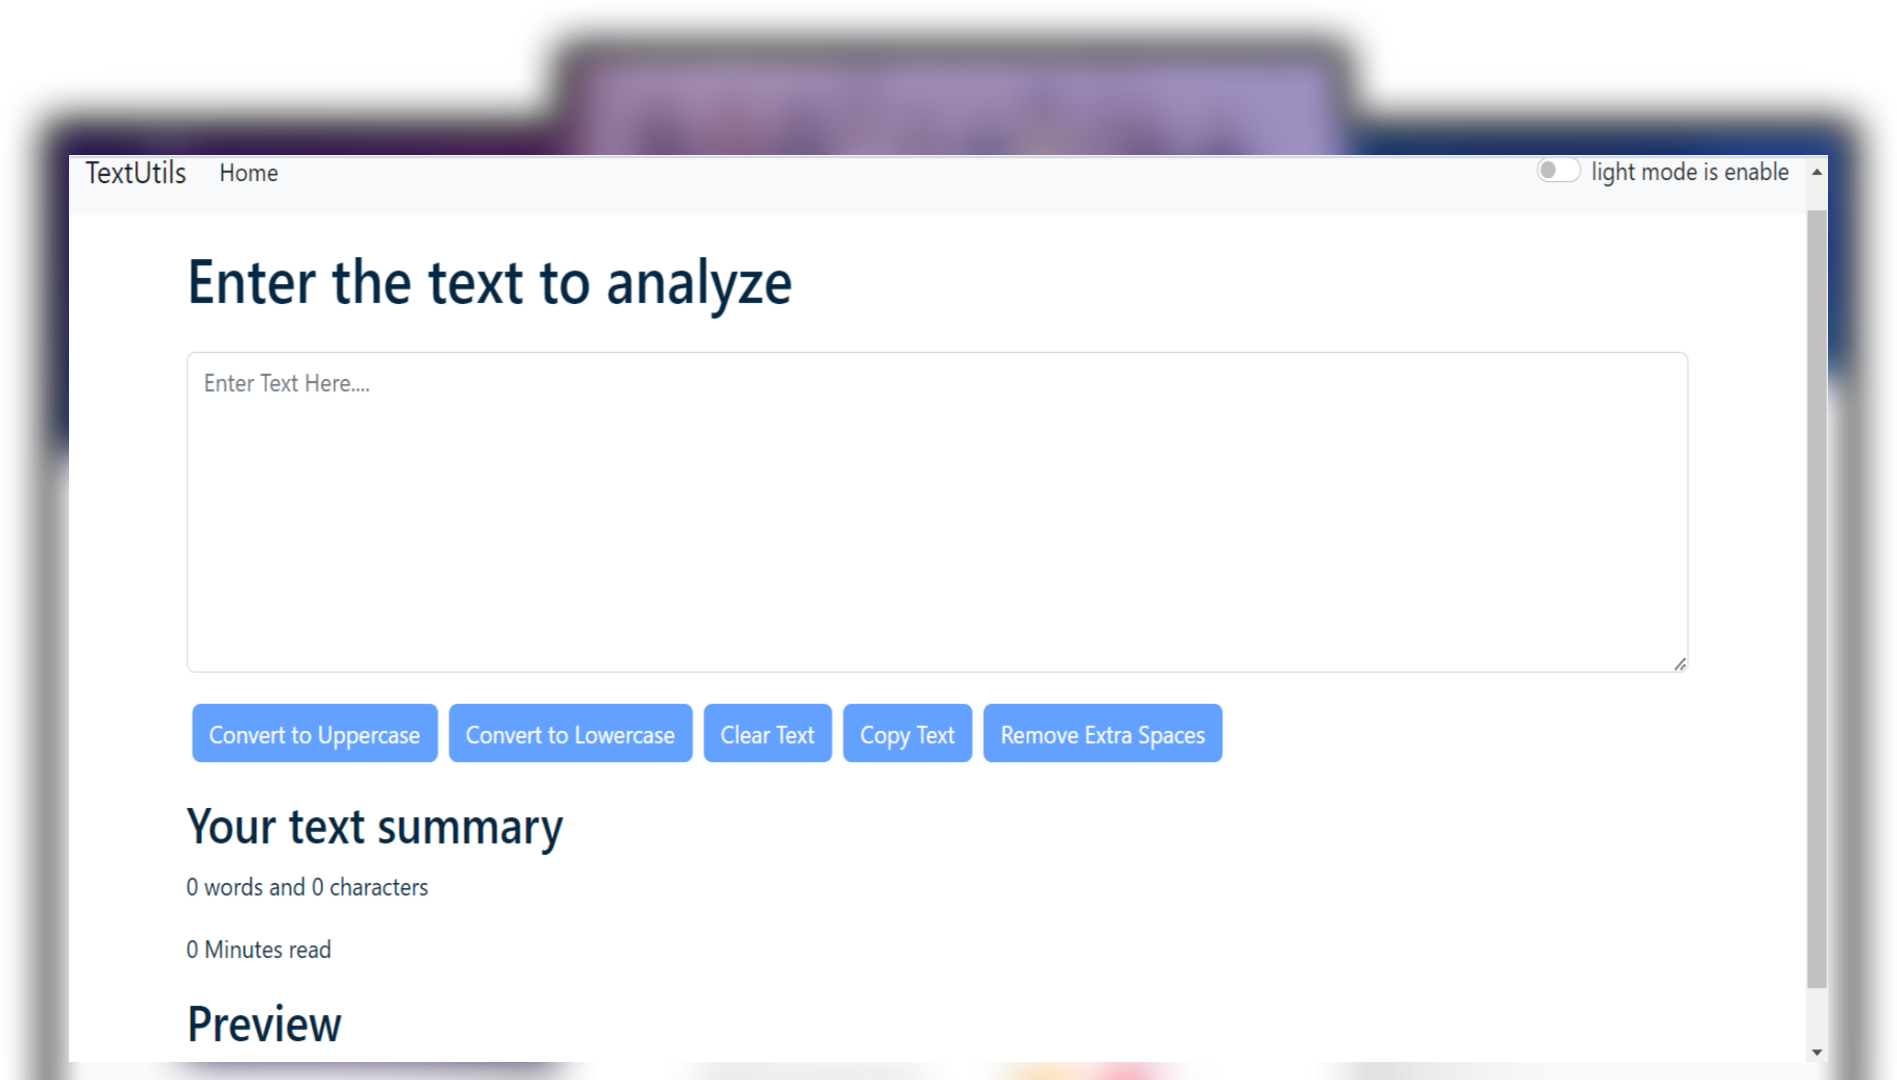 TextUtils Home light mode is enable
Enter the text to analyze
Enter Text Here....
Convert to Uppercase Convert to Lowercase Clear Text Copy Text Remove Extra Spaces
Your text summary
0 words and 0 characters
0 Minutes read
Preview